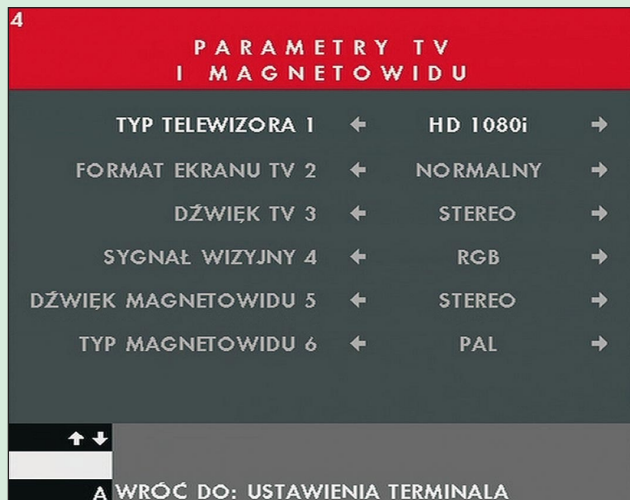 4
PARAMETRY TV
I MAGNETOWIDU
TYP TELEWIZORA 1 HD 1080i
FORMAT EKRANU TV 2 NORMALNY
DŹWIĘK TV 3 STEREO
SYGNAŁ WIZYJNY 4 RGB
DŹWIĘK MAGNETOWIDU 5 STEREO
TYP MAGNETOWIDU 6 PAL
A WRÓĆ DO: USTAWIENIA TERMINALA